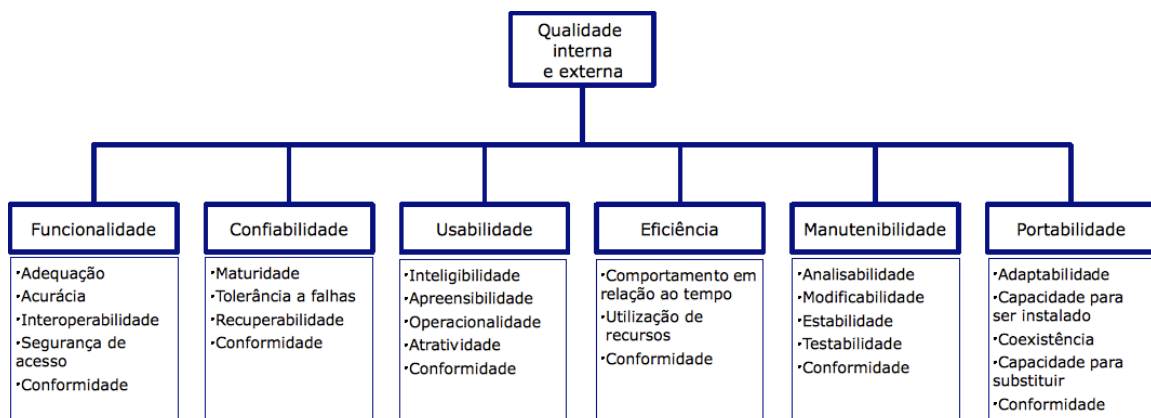 Qualidade
interna
e externa
Funcionalidade
·Adequação
·Acurácia
·Interoperabilidade
·Segurança de
acesso
·Conformidade
Confiabilidade
·Maturidade
·Tolerância a falhas
·Recuperabilidade
·Conformidade
Usabilidade
·Inteligibilidade
·Apreensibilidade
·Operacionalidade
·Atratividade
·Conformidade
Eficiência
·Comportamento em
relação ao tempo
·Utilização de
recursos
·Conformidade
Manutenibilidade
·Analisabilidade
·Modificabilidade
·Estabilidade
·Testabilidade
·Conformidade
Portabilidade
·Adaptabilidade
·Capacidade para
ser instalado
·Coexistência
·Capacidade para
substituir
·Conformidade